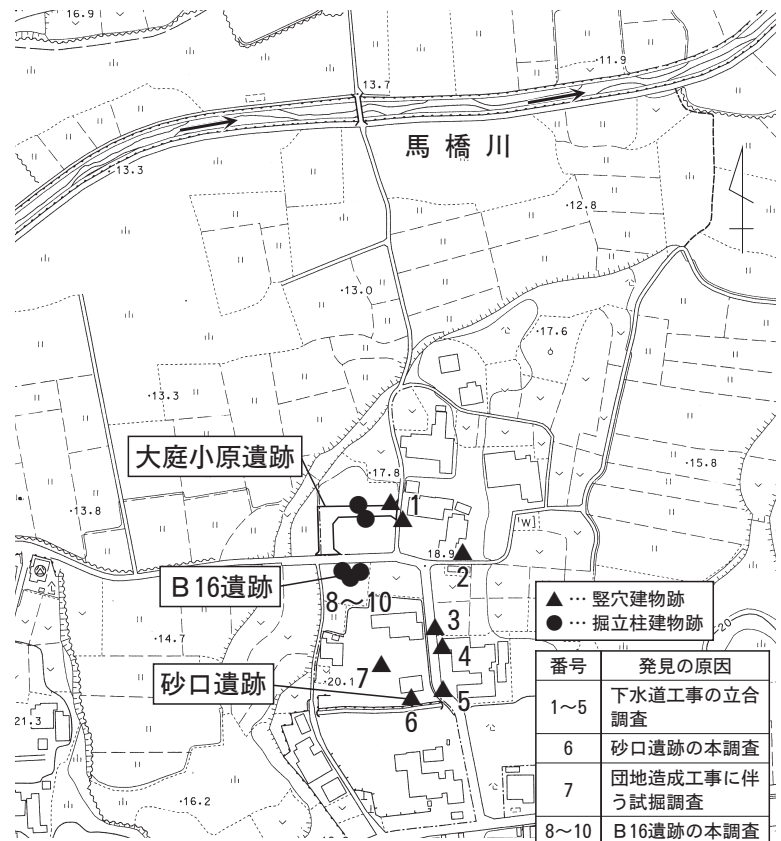 16.9
11.9
13.7
馬橋川
13.3
12.8
13.0
17.6
13.3
大庭小原遺跡
17.8
15.8
1
13.8
W
18.9
2
B16遺跡
8～10
▲ … 竪穴建物跡
● … 掘立柱建物跡
3
14.7
4
20
7
砂口遺跡
20.1
5
6
21.3
16.2
番号 発見の原因
1～5 下水道工事の立合
調査
6 砂口遺跡の本調査
7 団地造成工事に伴
う試掘調査
8～10 B16遺跡の本調査